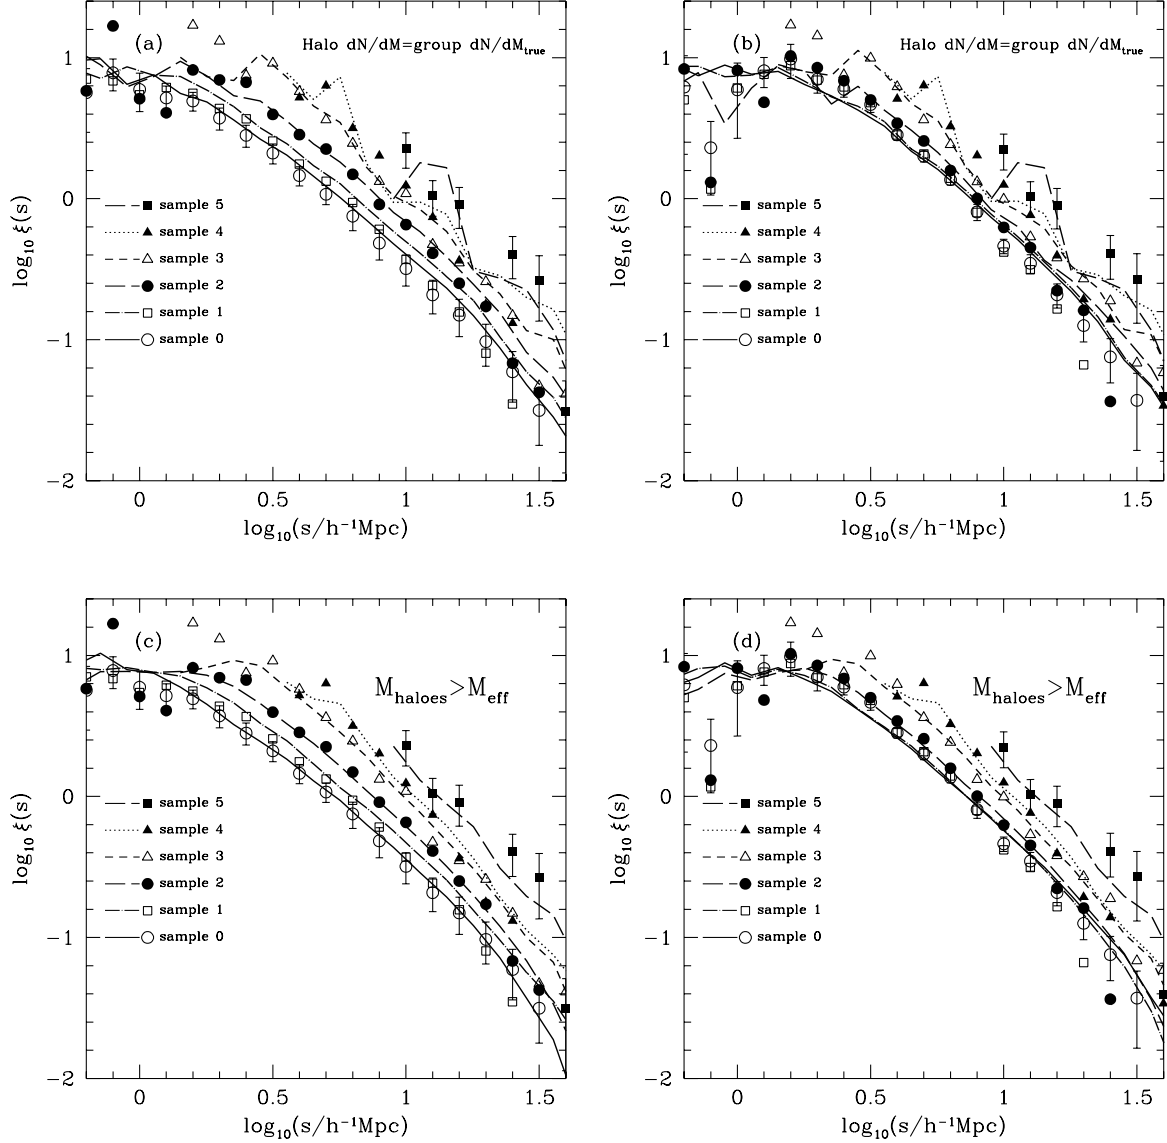 (a)
Halo dN/dM=group dN/dM_true
1
0
−1
−2
log₁₀ ξ(s)
sample 5
sample 4
sample 3
sample 2
sample 1
sample 0
0 0.5 1 1.5
log₁₀(s/h⁻¹Mpc)
(b)
Halo dN/dM=group dN/dM_true
1
0
−1
−2
log₁₀ ξ(s)
sample 5
sample 4
sample 3
sample 2
sample 1
sample 0
0 0.5 1 1.5
log₁₀(s/h⁻¹Mpc)
(c)
M_haloes>M_eff
1
0
−1
−2
log₁₀ ξ(s)
sample 5
sample 4
sample 3
sample 2
sample 1
sample 0
0 0.5 1 1.5
log₁₀(s/h⁻¹Mpc)
(d)
M_haloes>M_eff
1
0
−1
−2
log₁₀ ξ(s)
sample 5
sample 4
sample 3
sample 2
sample 1
sample 0
0 0.5 1 1.5
log₁₀(s/h⁻¹Mpc)